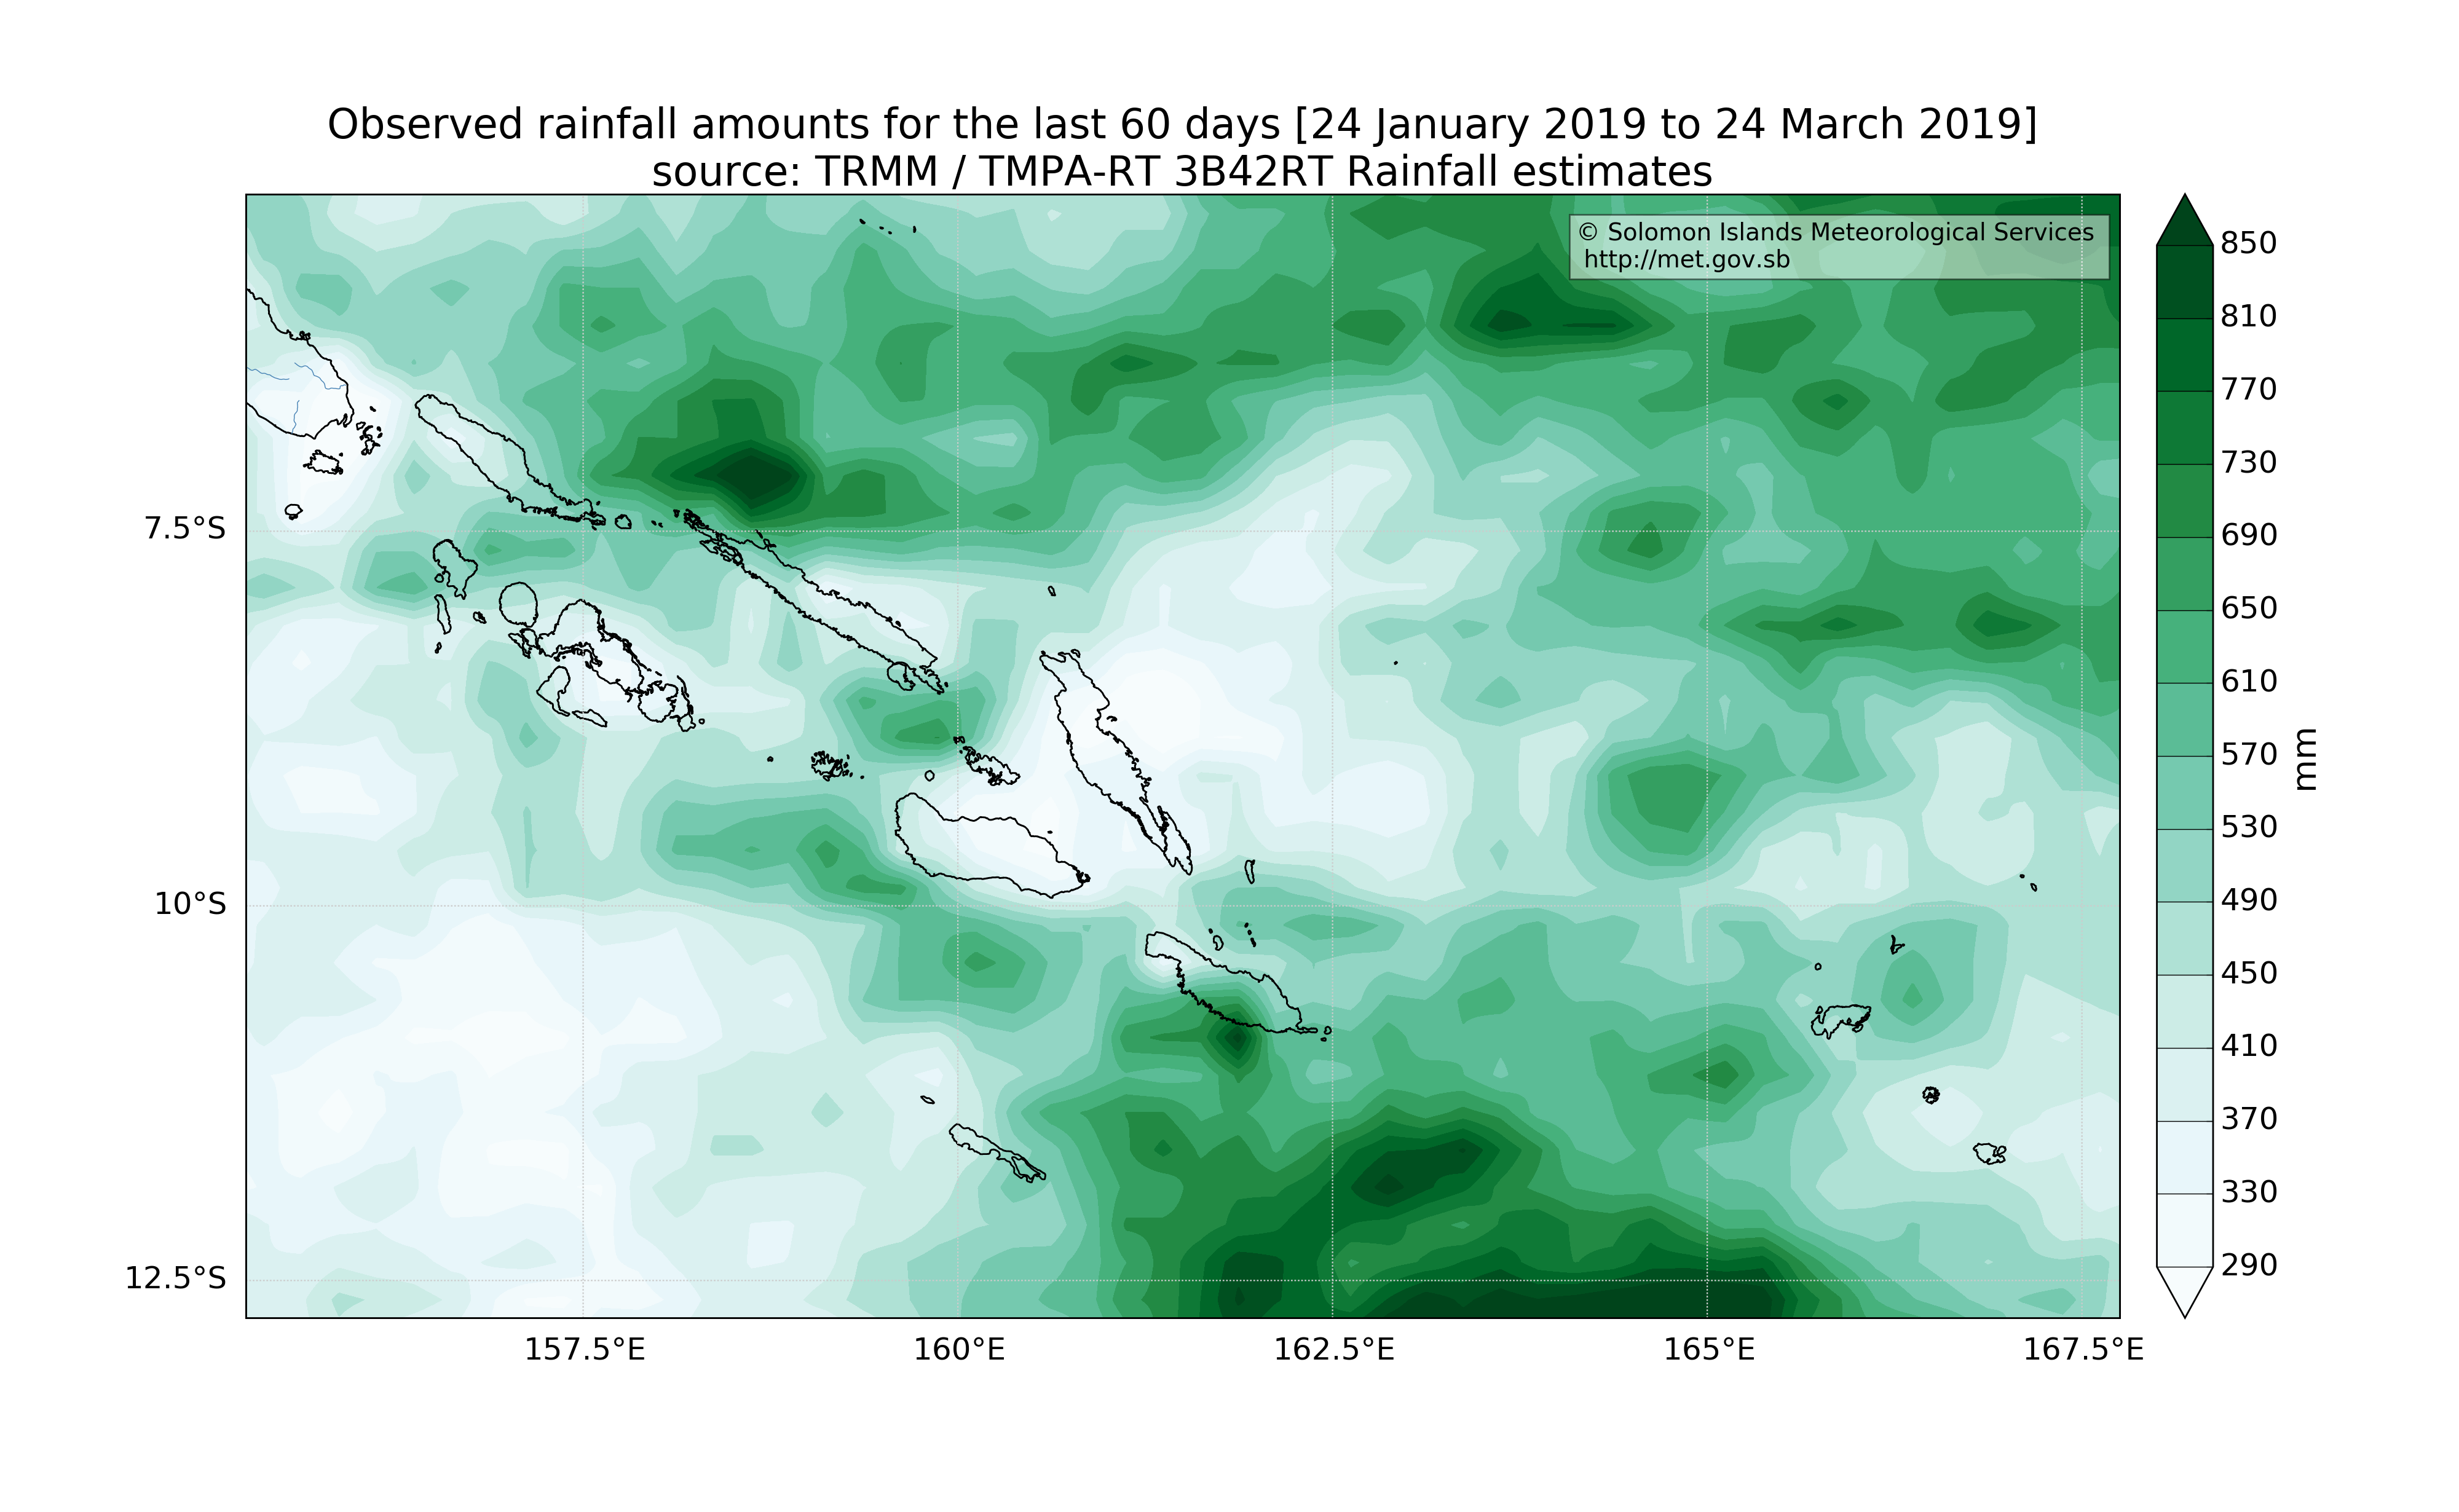 Observed rainfall amounts for the last 60 days [24 January 2019 to 24 March 2019]
source: TRMM / TMPA-RT 3B42RT Rainfall estimates
© Solomon Islands Meteorological Services
http://met.gov.sb
850
810
770
730
690
650
610
570
530
490
450
410
370
330
290
mm
7.5°S
10°S
12.5°S
157.5°E
160°E
162.5°E
165°E
167.5°E